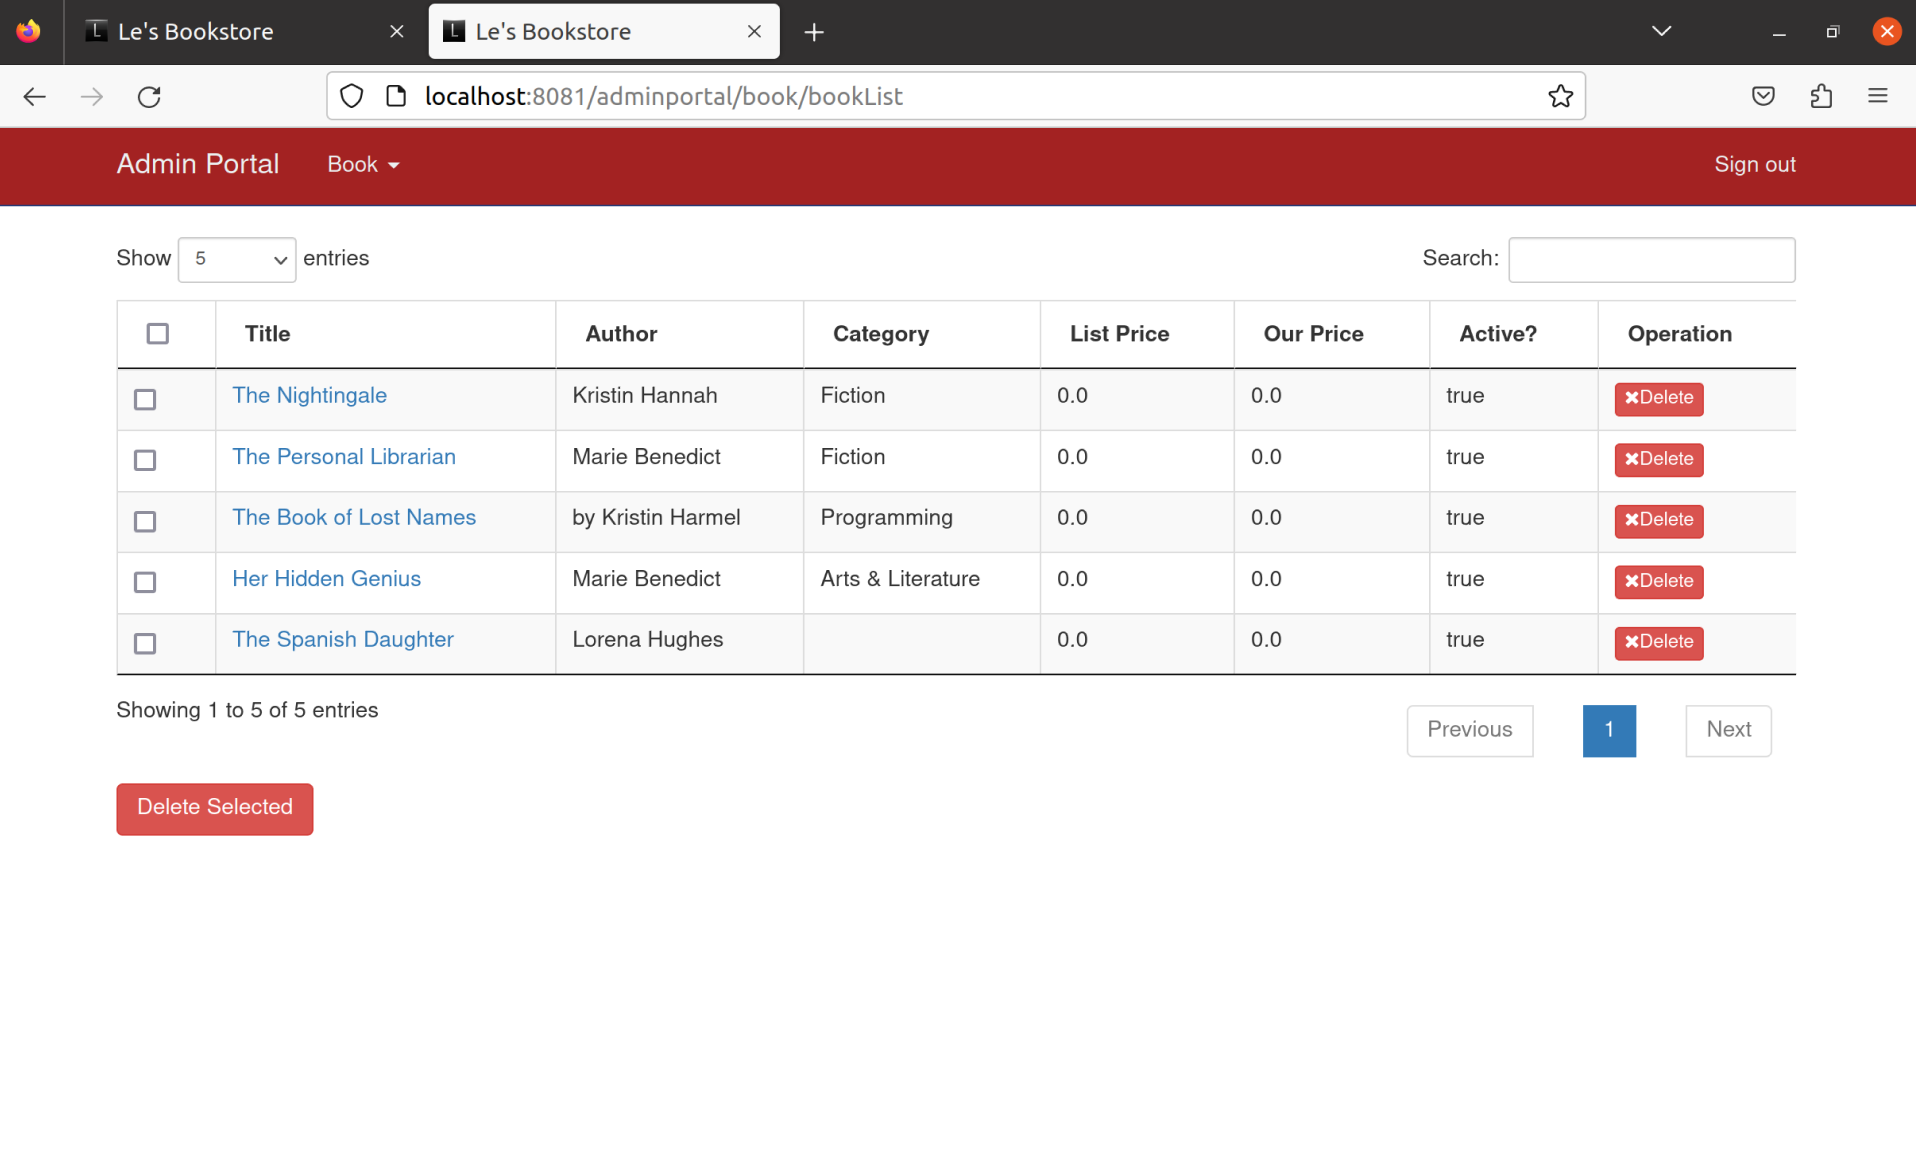 Le's Bookstore Le's Bookstore
localhost:8081/adminportal/book/bookList
Admin Portal Book Sign out
Show 5 entries Search:
Title Author Category List Price Our Price Active? Operation
The Nightingale Kristin Hannah Fiction 0.0 0.0 true Delete
The Personal Librarian Marie Benedict Fiction 0.0 0.0 true Delete
The Book of Lost Names by Kristin Harmel Programming 0.0 0.0 true Delete
Her Hidden Genius Marie Benedict Arts & Literature 0.0 0.0 true Delete
The Spanish Daughter Lorena Hughes 0.0 0.0 true Delete
Showing 1 to 5 of 5 entries
Previous 1 Next
Delete Selected